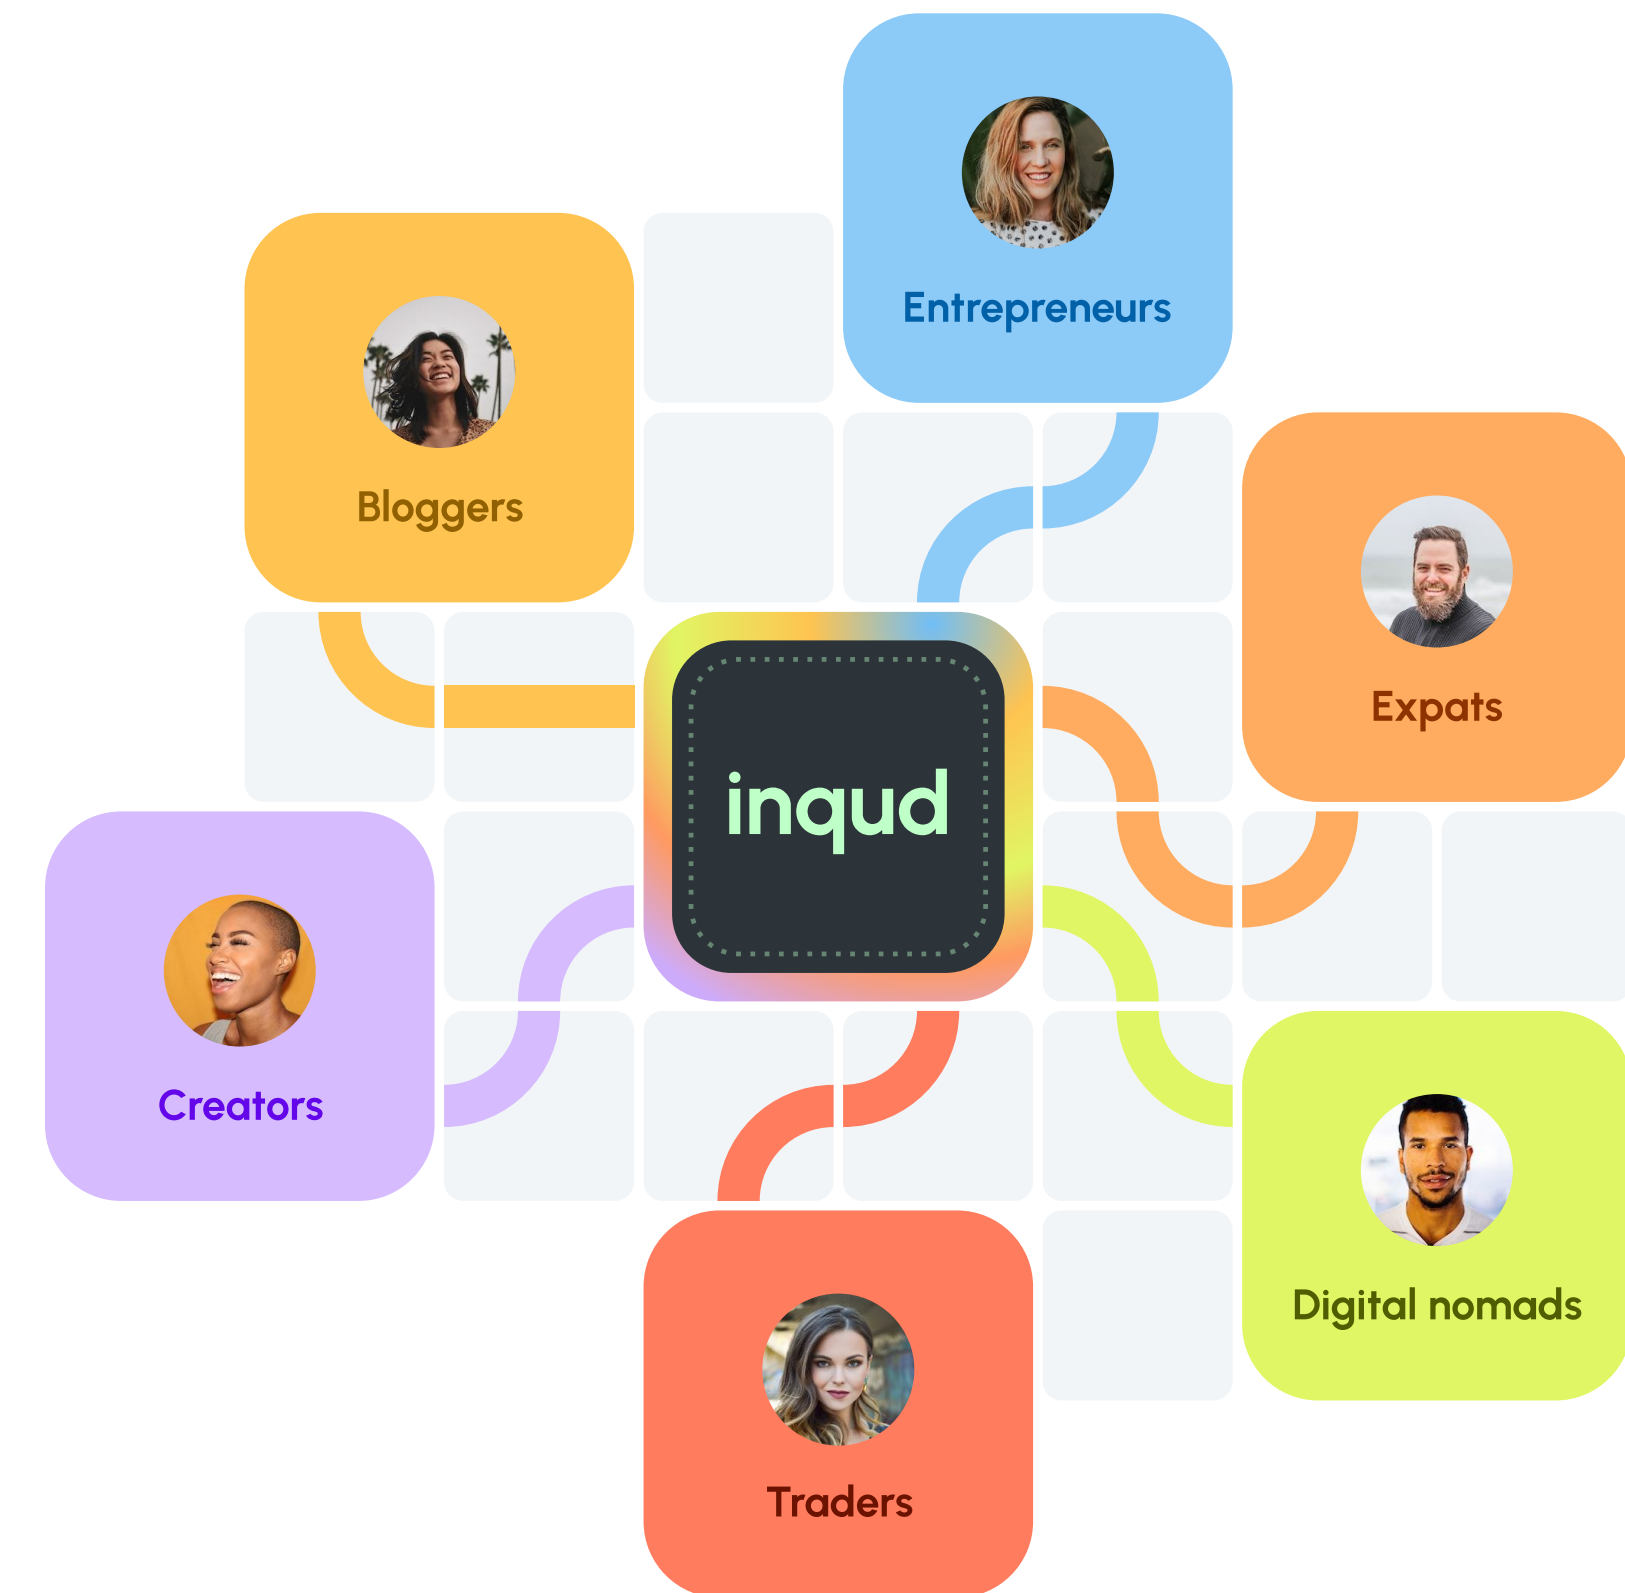 Entrepreneurs
Bloggers
Expats
inqud
Creators
Digital nomads
Traders